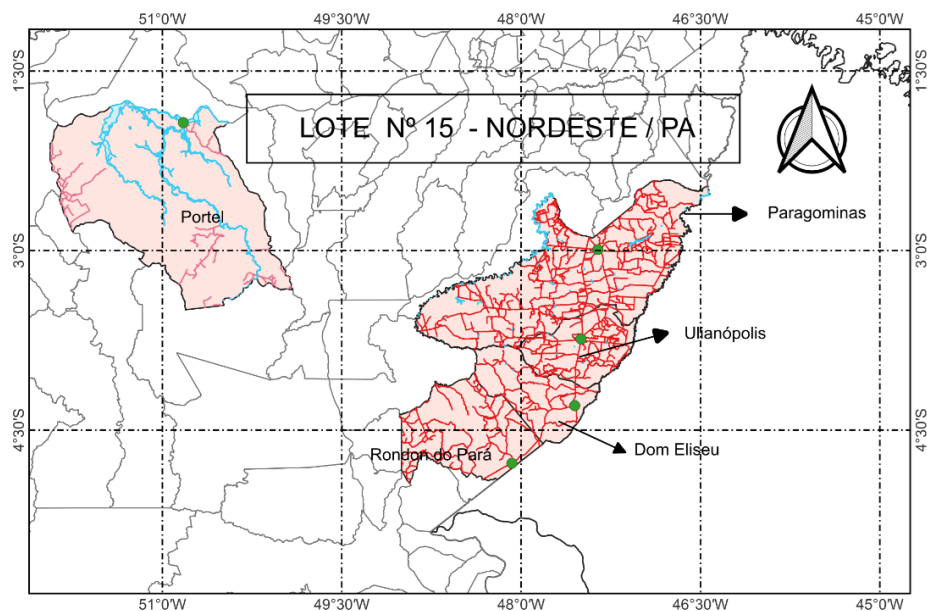 51°0'W 49°30'W 48°0'W 46°30'W 45°0'W
1°30'S 1°30'S
LOTE Nº 15 - NORDESTE / PA
Portel
Paragominas
3°0'S 3°0'S
Ulianópolis
4°30'S 4°30'S
Rondon do Pará
Dom Eliseu
51°0'W 49°30'W 48°0'W 46°30'W 45°0'W